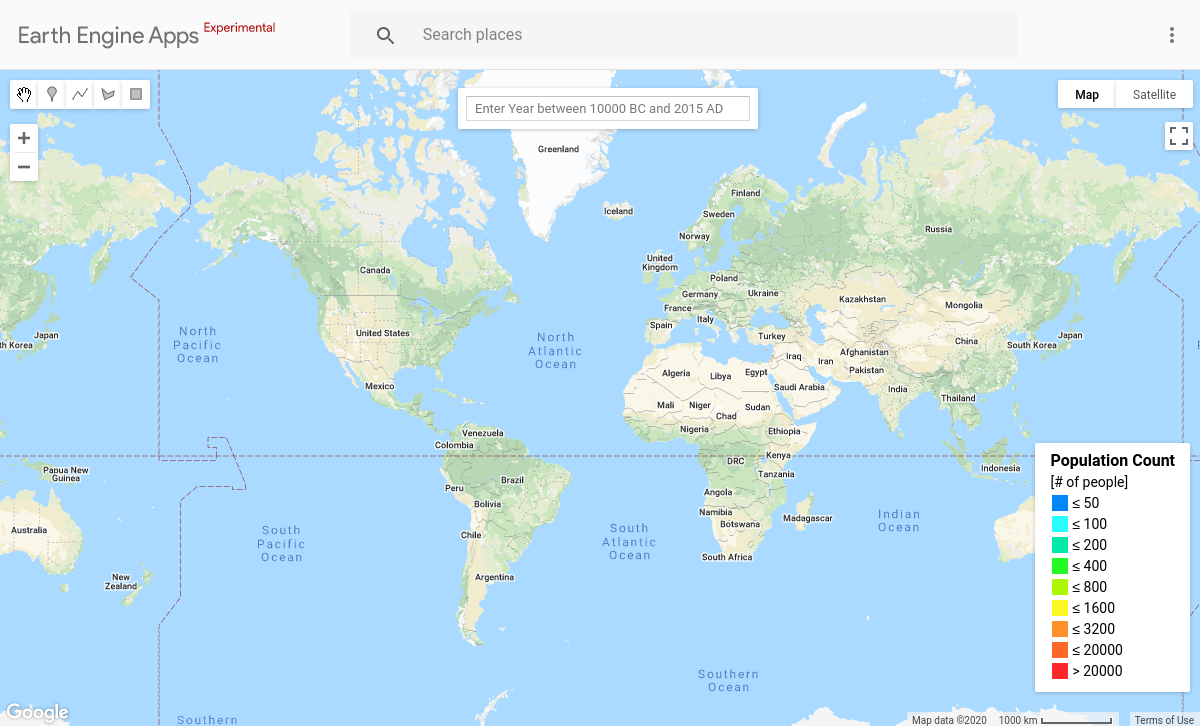 Earth Engine Apps Experimental
Search places
Enter Year between 10000 BC and 2015 AD
Map
Satellite
+
−
Greenland
Iceland
Finland
Sweden
Norway
Russia
United
Kingdom
Poland
Germany
Ukraine
France
Italy
Spain
Turkey
Kazakhstan
Mongolia
Canada
United States
Mexico
North
Pacific
Ocean
North
Atlantic
Ocean
Japan
th Korea
Iraq
Iran
Afghanistan
Pakistan
China
South Korea
Japan
P
Algeria
Libya
Egypt
Saudi Arabia
India
Thailand
Mali
Niger
Chad
Sudan
Nigeria
Ethiopia
Venezuela
Colombia
DRC
Kenya
Tanzania
Indonesia
Papua New
Guinea
Peru
Brazil
Bolivia
Angola
Namibia
Botswana
Madagascar
South Africa
Chile
Argentina
Australia
New
Zealand
South
Pacific
Ocean
South
Atlantic
Ocean
Indian
Ocean
Southern
Ocean
Southern
Population Count
[# of people]
≤ 50
≤ 100
≤ 200
≤ 400
≤ 800
≤ 1600
≤ 3200
≤ 20000
> 20000
Google
Map data ©2020
1000 km
Terms of Use